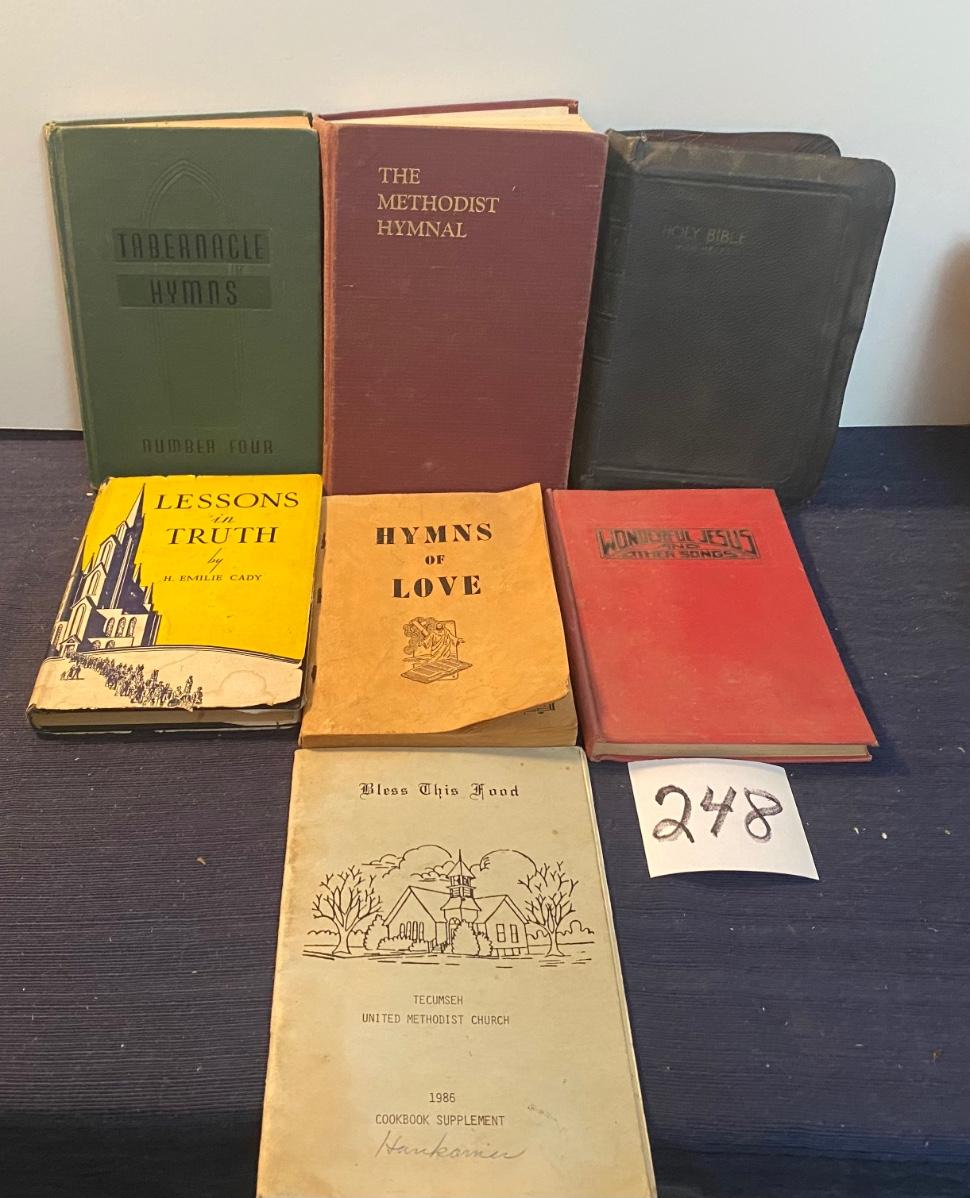 TABERNACLE
HYMNS
NUMBER FOUR
THE
METHODIST
HYMNAL
HOLY BIBLE
LESSONS
in
TRUTH
by
H. EMILIE CADY
HYMNS
OF
LOVE
WONDERFUL JESUS
AND
OTHER SONGS
248
Bless This Food
TECUMSEH
UNITED METHODIST CHURCH
1986
COOKBOOK SUPPLEMENT